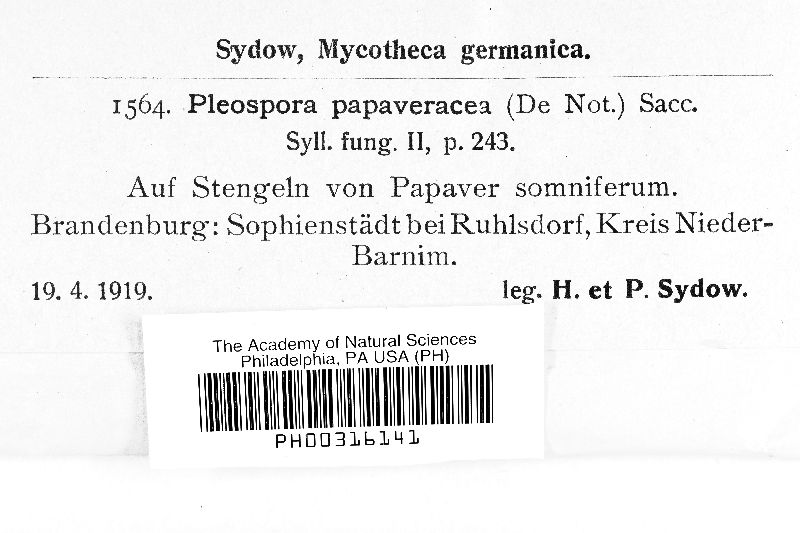 Sydow, Mycotheca germanica.
1564. Pleospora papaveracea (De Not.) Sacc.
Syll. fung. II, p. 243.
Auf Stengeln von Papaver somniferum.
Brandenburg: Sophienstädt bei Ruhlsdorf, Kreis Nieder-
Barnim.
19. 4. 1919. leg. H. et P. Sydow.
The Academy of Natural Sciences
Philadelphia, PA USA (PH)
PH00316141